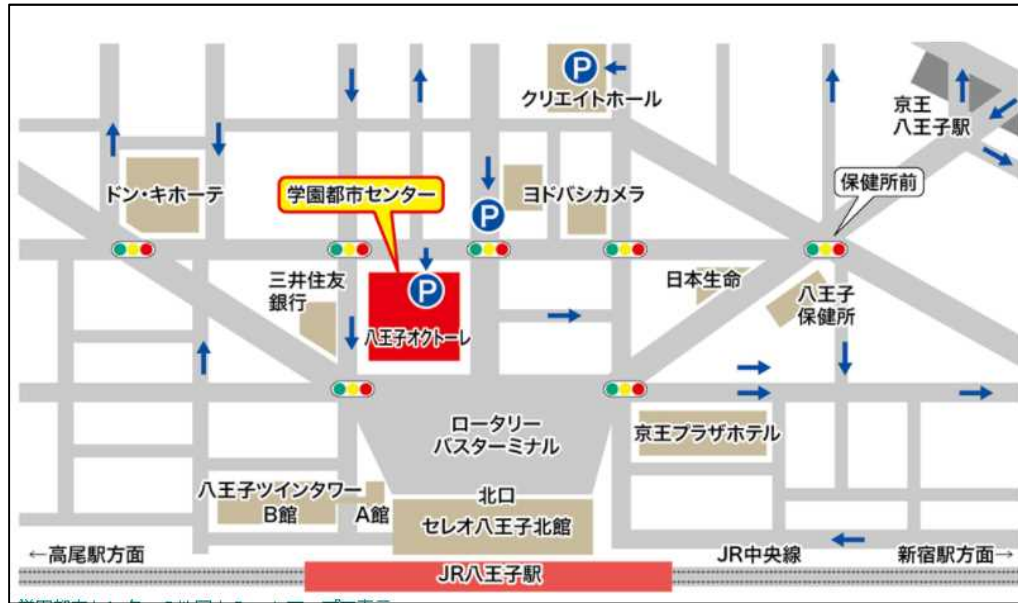 P
クリエイトホール
京王
八王子駅
ドン・キホーテ
学園都市センター
ヨドバシカメラ
保健所前
P
三井住友
銀行
P
八王子オクトーレ
日本生命
八王子
保健所
ロータリー
バスターミナル
京王プラザホテル
八王子ツインタワー
B館
A館
北口
セレオ八王子北館
←高尾駅方面
JR中央線
新宿駅方面→
JR八王子駅